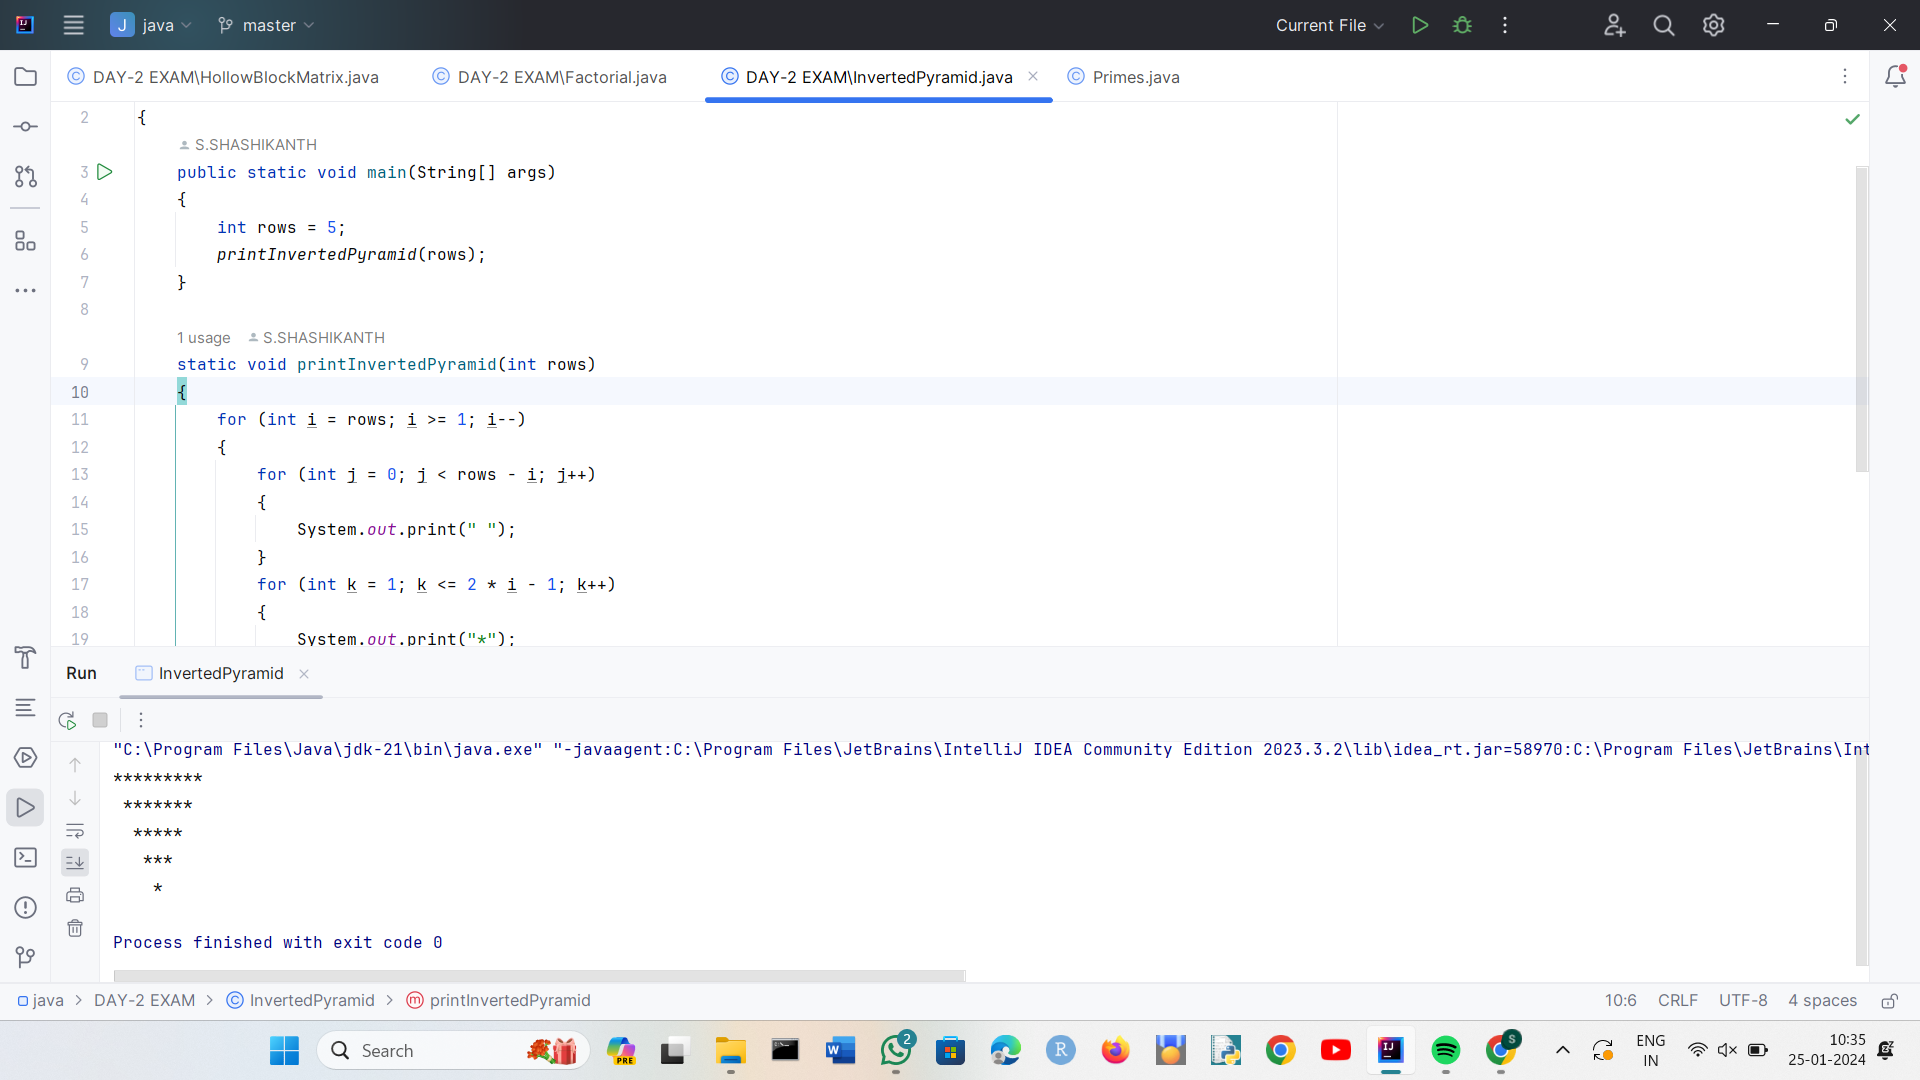 J java master Current File
DAY-2 EXAM\HollowBlockMatrix.java DAY-2 EXAM\Factorial.java DAY-2 EXAM\InvertedPyramid.java Primes.java
2 {
S.SHASHIKANTH
3 public static void main(String[] args)
4 {
5 int rows = 5;
6 printInvertedPyramid(rows);
7 }
8
1 usage S.SHASHIKANTH
9 static void printInvertedPyramid(int rows)
10 {
11 for (int i = rows; i >= 1; i--)
12 {
13 for (int j = 0; j < rows - i; j++)
14 {
15 System.out.print(" ");
16 }
17 for (int k = 1; k <= 2 * i - 1; k++)
18 {
19 System.out.print("*");
Run InvertedPyramid
"C:\Program Files\Java\jdk-21\bin\java.exe" "-javaagent:C:\Program Files\JetBrains\IntelliJ IDEA Community Edition 2023.3.2\lib\idea_rt.jar=58970:C:\Program Files\JetBrains\Int
*********
 *******
  *****
   ***
    *
Process finished with exit code 0
java > DAY-2 EXAM > InvertedPyramid > printInvertedPyramid 10:6 CRLF UTF-8 4 spaces
Search PRE 2 S ENG 10:35
IN 25-01-2024